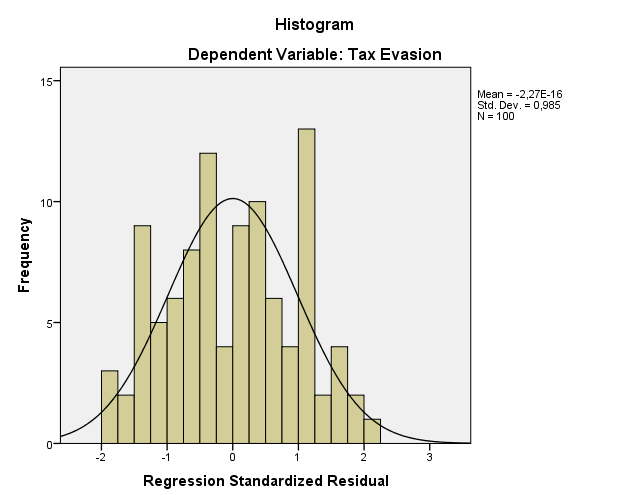 Histogram
Dependent Variable: Tax Evasion
Mean = -2,27E-16
Std. Dev. = 0,985
N = 100
15
10
5
0
Frequency
-2 -1 0 1 2 3
Regression Standardized Residual